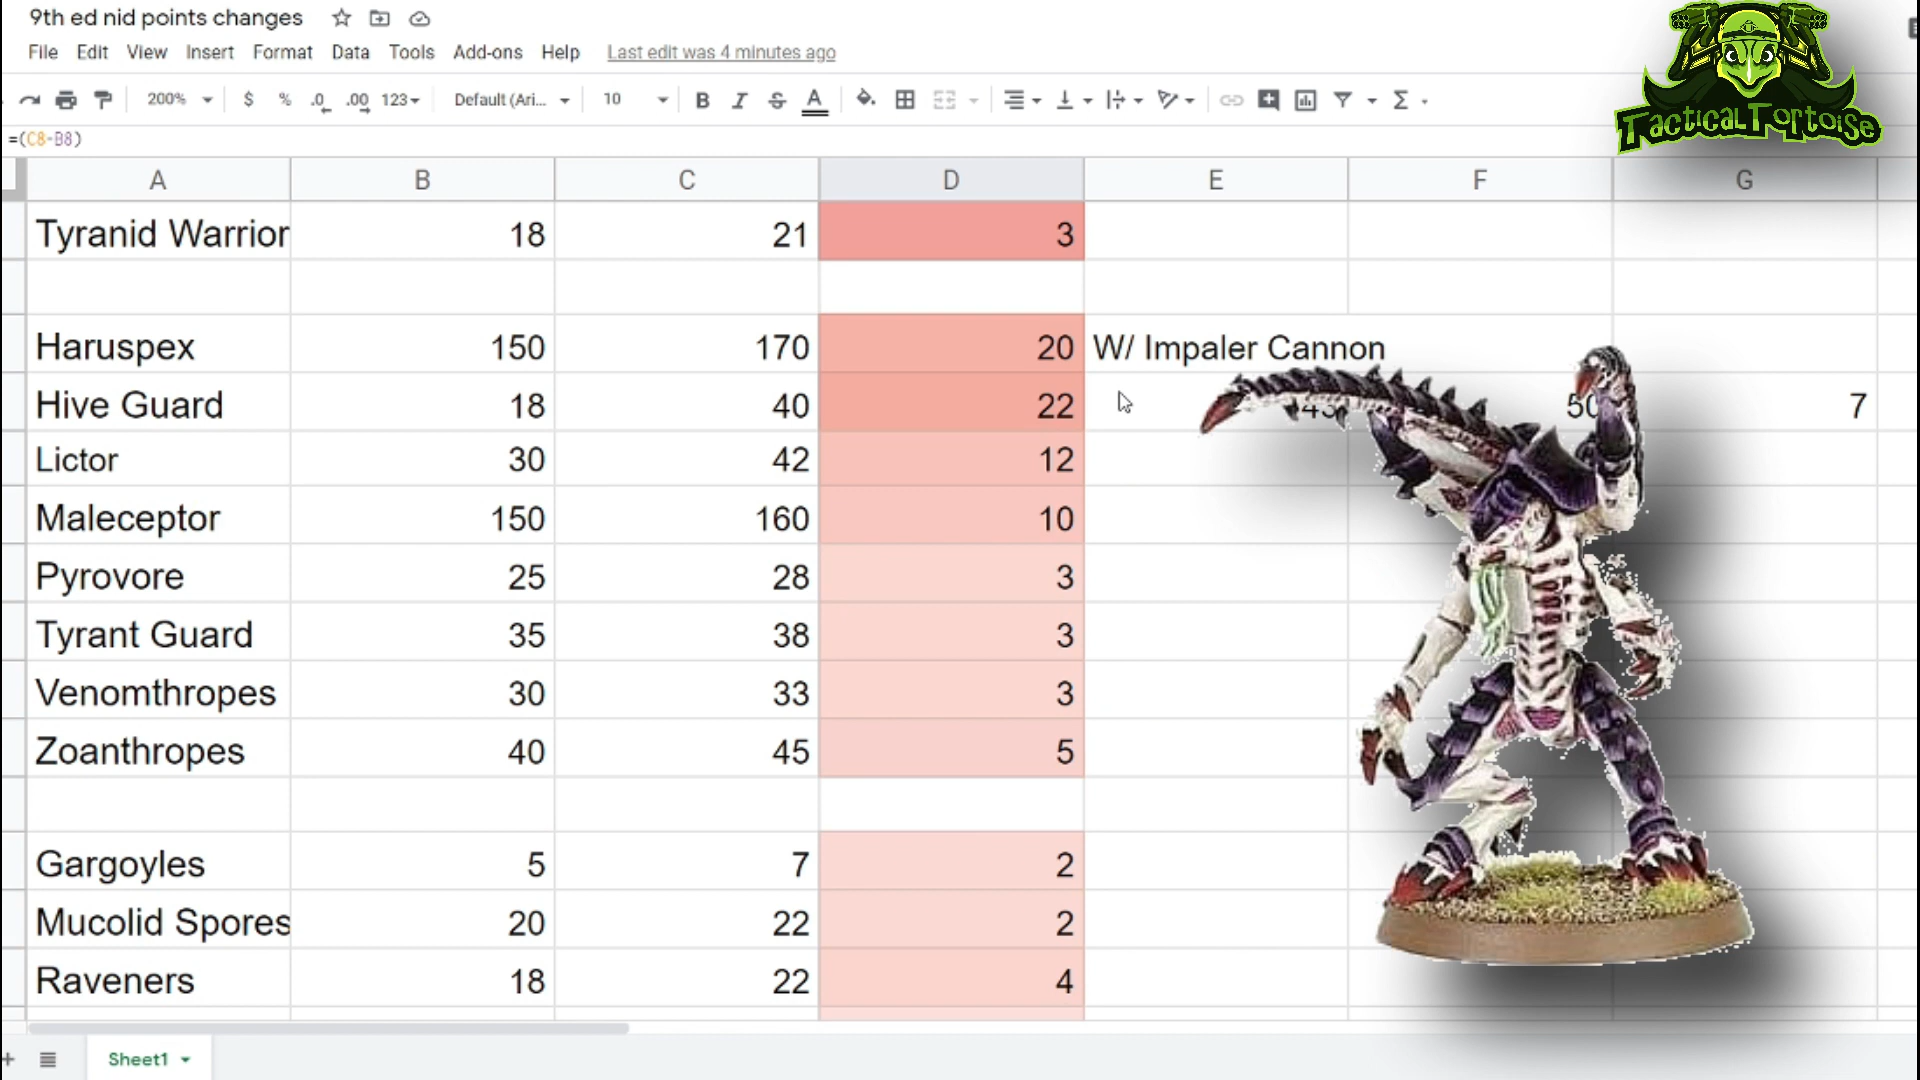 9th ed nid points changes
File Edit View Insert Format Data Tools Add-ons Help Last edit was 4 minutes ago
200% $ % .0 .00 123 Default (Ari... 10 B I S A Σ
=(C8-B8)
TacticalTortoise
A B C D E F G
Tyranid Warrior 18 21 3
Haruspex 150 170 20 W/ Impaler Cannon
Hive Guard 18 40 22 50 7
Lictor 30 42 12
Maleceptor 150 160 10
Pyrovore 25 28 3
Tyrant Guard 35 38 3
Venomthropes 30 33 3
Zoanthropes 40 45 5
Gargoyles 5 7 2
Mucolid Spores 20 22 2
Raveners 18 22 4
Sheet1